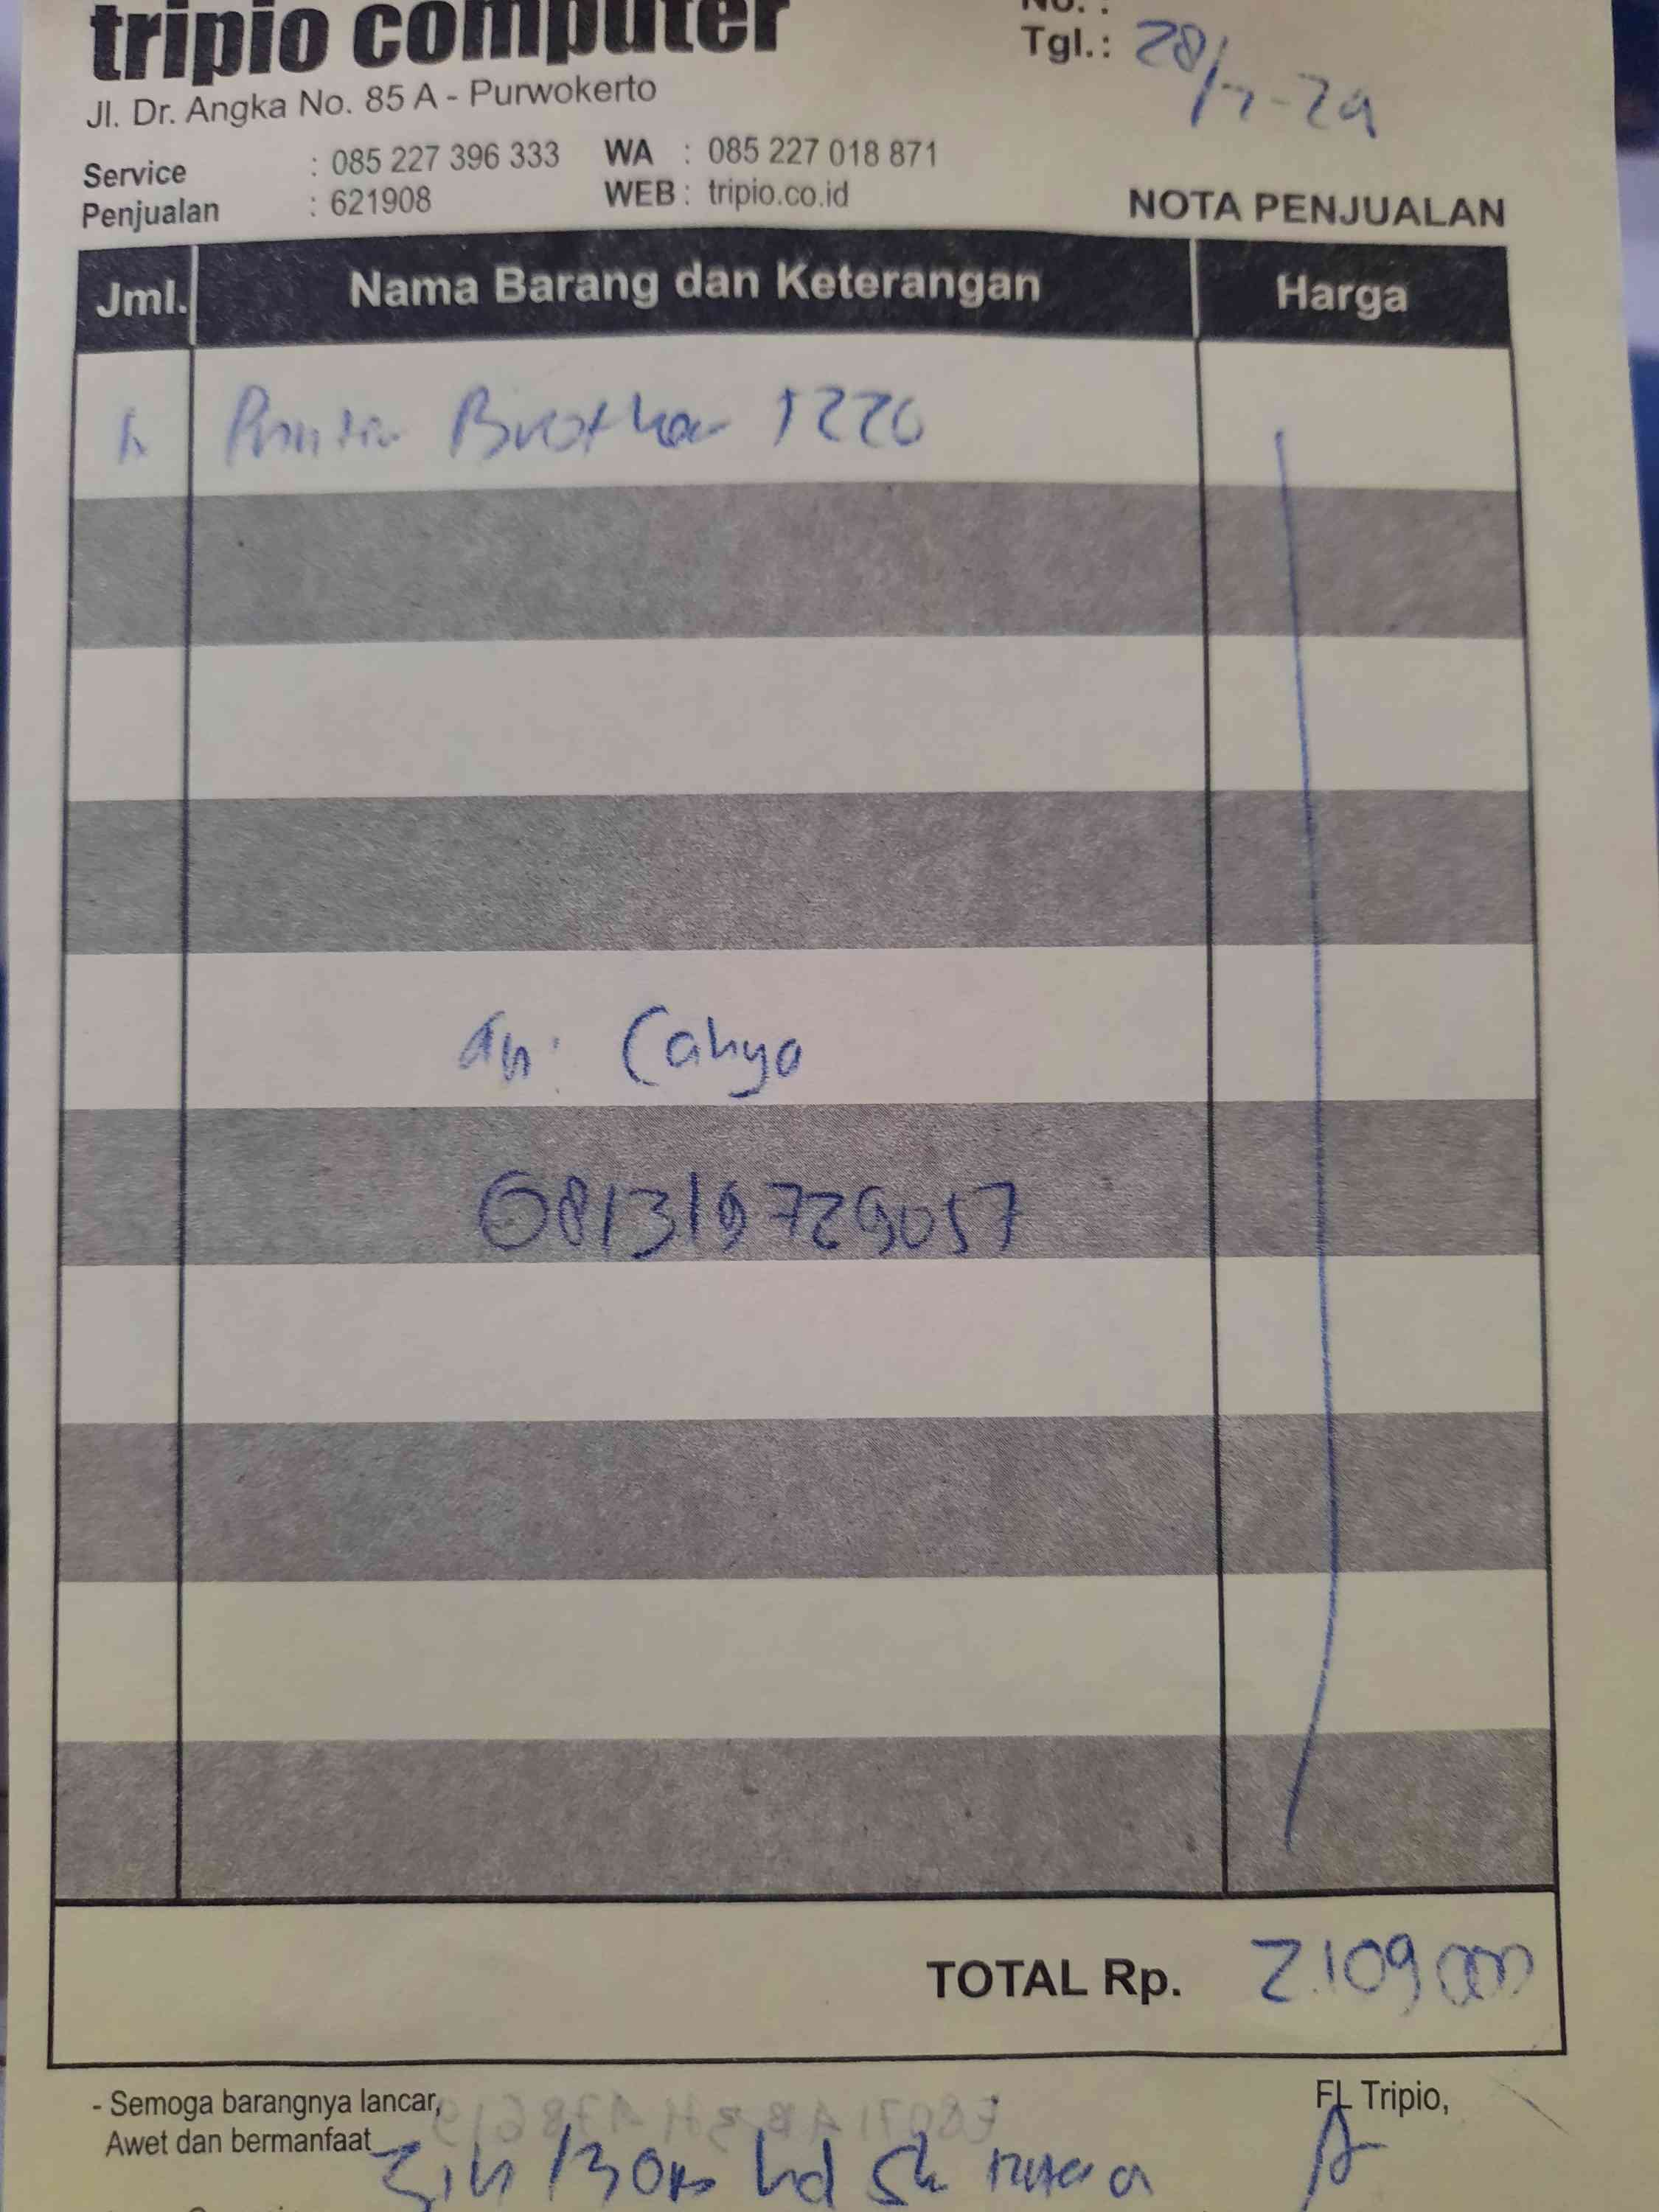 tripio computer
No. :
Tgl.: 28/7-24
Jl. Dr. Angka No. 85 A - Purwokerto
Service : 085 227 396 333 WA : 085 227 018 871
Penjualan : 621908 WEB : tripio.co.id
NOTA PENJUALAN
Jml. Nama Barang dan Keterangan Harga
Printer Brother T220
An. Cahyo
081319729057
TOTAL Rp. 2.109.000
- Semoga barangnya lancar,
Awet dan bermanfaat
FL Tripio,